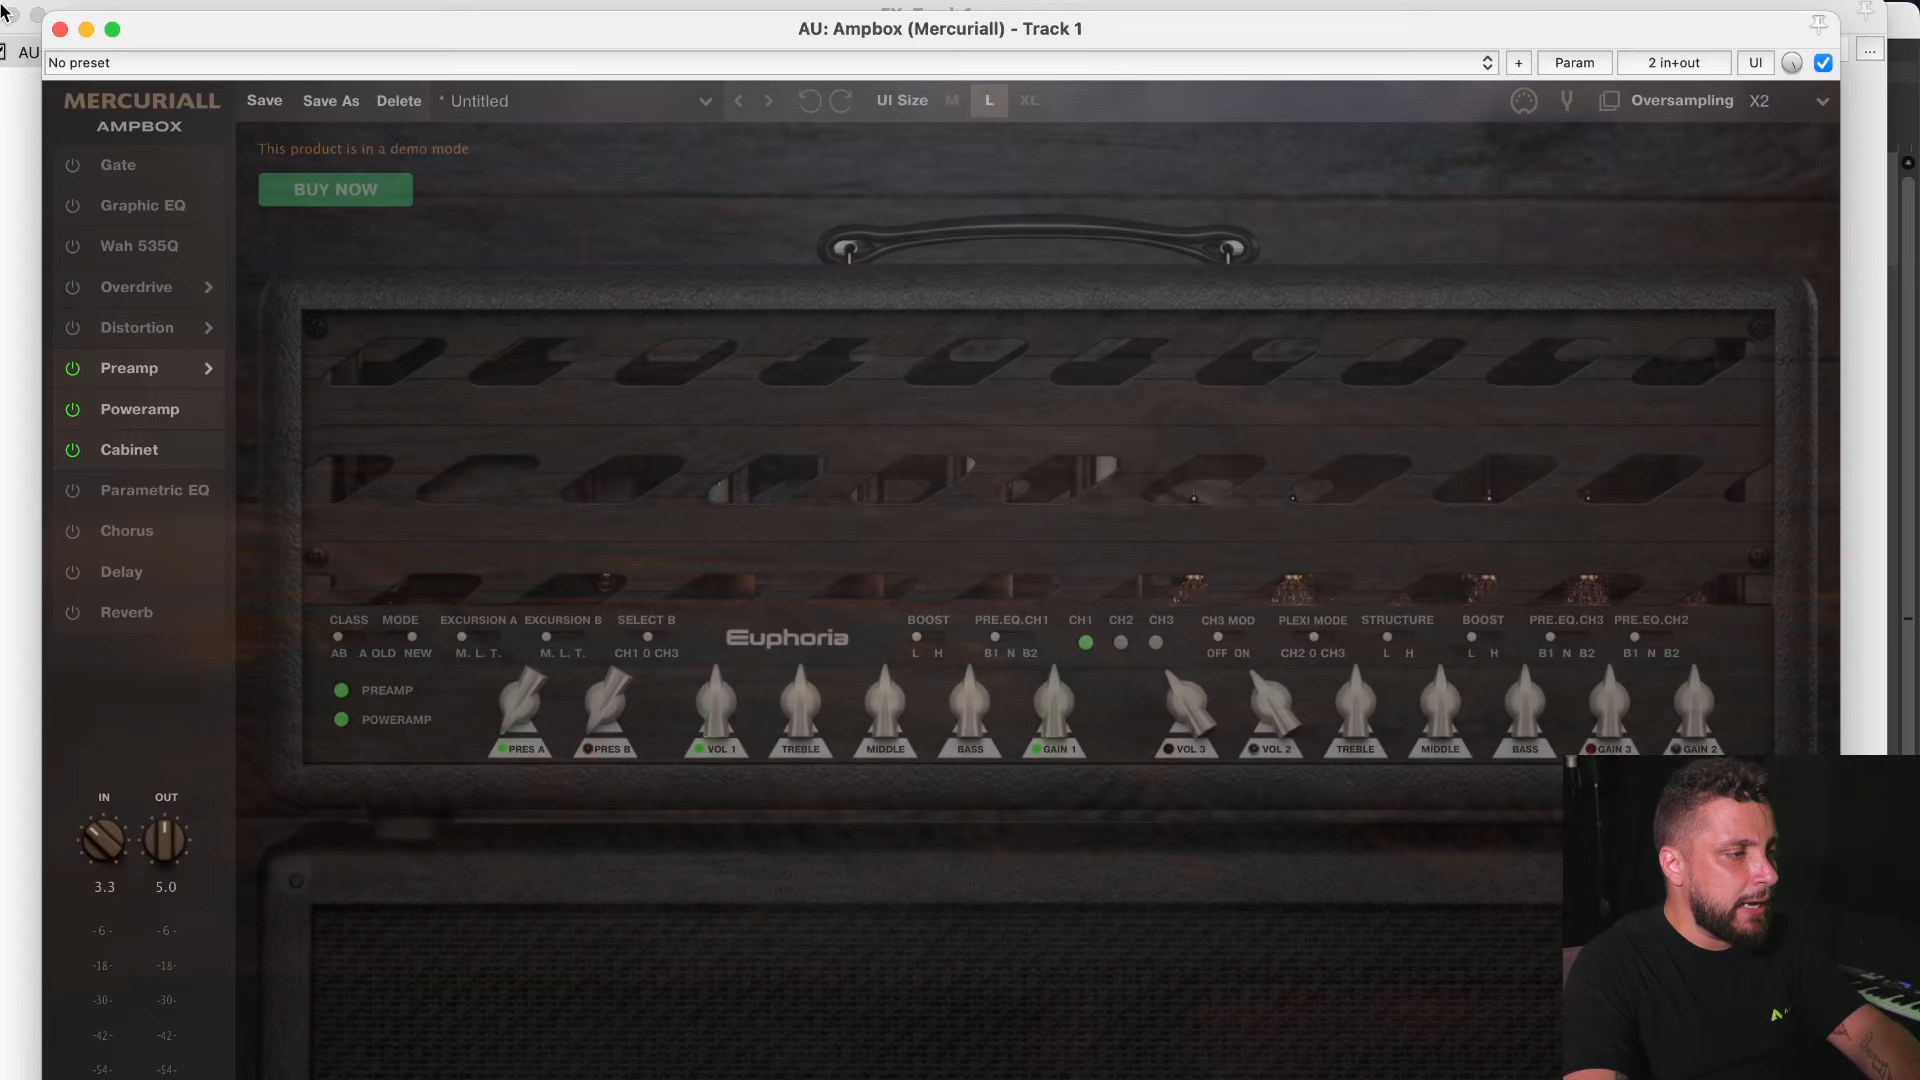 AU: Ampbox (Mercuriall) - Track 1
AU
No preset
+
Param
2 in+out
UI
...
MERCURIALL
AMPBOX
Save
Save As
Delete
* Untitled
UI Size
M
L
XL
Oversampling
X2
This product is in a demo mode
BUY NOW
Gate
Graphic EQ
Wah 535Q
Overdrive
Distortion
Preamp
Poweramp
Cabinet
Parametric EQ
Chorus
Delay
Reverb
CLASS MODE EXCURSION A EXCURSION B SELECT B
AB A OLD NEW M. L. T. M. L. T. CH1 0 CH3
Euphoria
BOOST PRE.EQ.CH1 CH1 CH2 CH3 CH3 MOD PLEXI MODE STRUCTURE BOOST PRE.EQ.CH3 PRE.EQ.CH2
L H B1 N B2 OFF ON CH2 0 CH3 L H L H B1 N B2 B1 N B2
PREAMP
POWERAMP
PRES A PRES B VOL 1 TREBLE MIDDLE BASS GAIN 1 VOL 3 VOL 2 TREBLE MIDDLE BASS GAIN 3 GAIN 2
IN OUT
3.3 5.0
-6- -6-
-18- -18-
-30- -30-
-42- -42-
-54- -54-